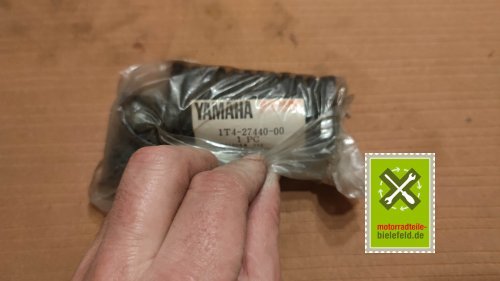 YAMAHA
1T4-27440-00
1 PC
motorradteile-
bielefeld.de